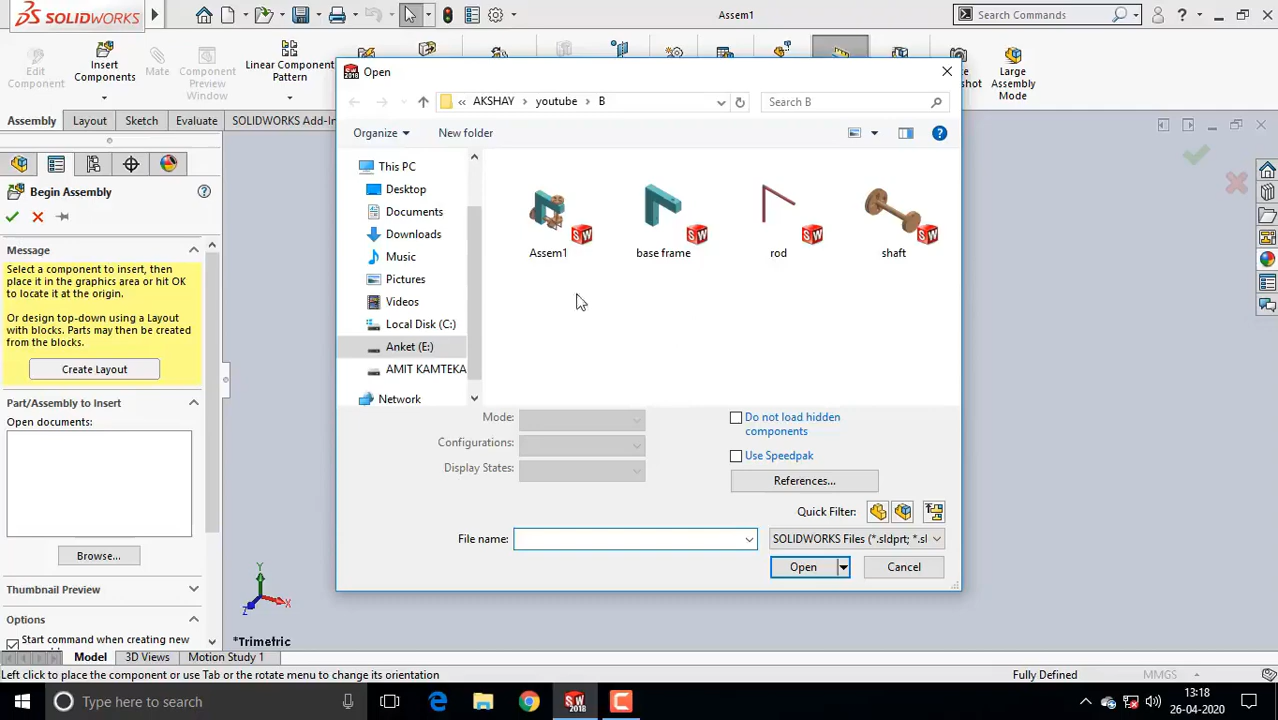 SOLIDWORKS
Assem1
Search Commands
Edit
Component
Insert
Components
Mate
Component
Preview
Window
Linear Component
Pattern
Large
Assembly
Mode
Assembly
Layout
Sketch
Evaluate
SOLIDWORKS Add-In
Begin Assembly
Message
Select a component to insert, then
place it in the graphics area or hit OK
to locate it at the origin.
Or design top-down using a Layout
with blocks. Parts may then be created
from the blocks.
Create Layout
Part/Assembly to Insert
Open documents:
Browse...
Thumbnail Preview
Options
Start command when creating new
Open
AKSHAY
youtube
B
Search B
Organize
New folder
This PC
Desktop
Documents
Downloads
Music
Pictures
Videos
Local Disk (C:)
Anket (E:)
AMIT KAMTEKA
Network
Assem1
base frame
rod
shaft
Mode:
Configurations:
Display States:
Do not load hidden
components
Use Speedpak
References...
Quick Filter:
File name:
SOLIDWORKS Files (*.sldprt; *.sl
Open
Cancel
Y
X
Z
*Trimetric
Model
3D Views
Motion Study 1
Left click to place the component or use Tab or the rotate menu to change its orientation
Fully Defined
MMGS
Type here to search
SW
2018
13:18
26-04-2020